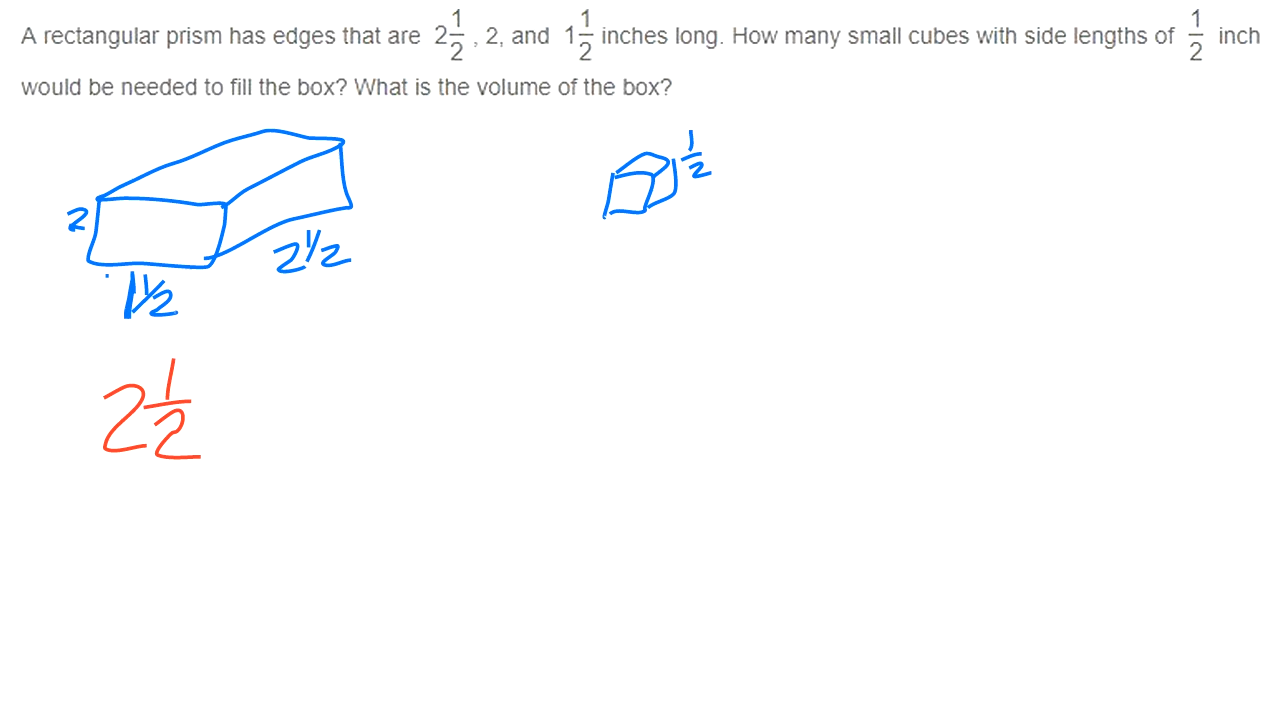 A rectangular prism has edges that are 2 1/2 , 2, and 1 1/2 inches long. How many small cubes with side lengths of 1/2 inch
would be needed to fill the box? What is the volume of the box?
1/2
2
2 1/2
1 1/2
2 1/2